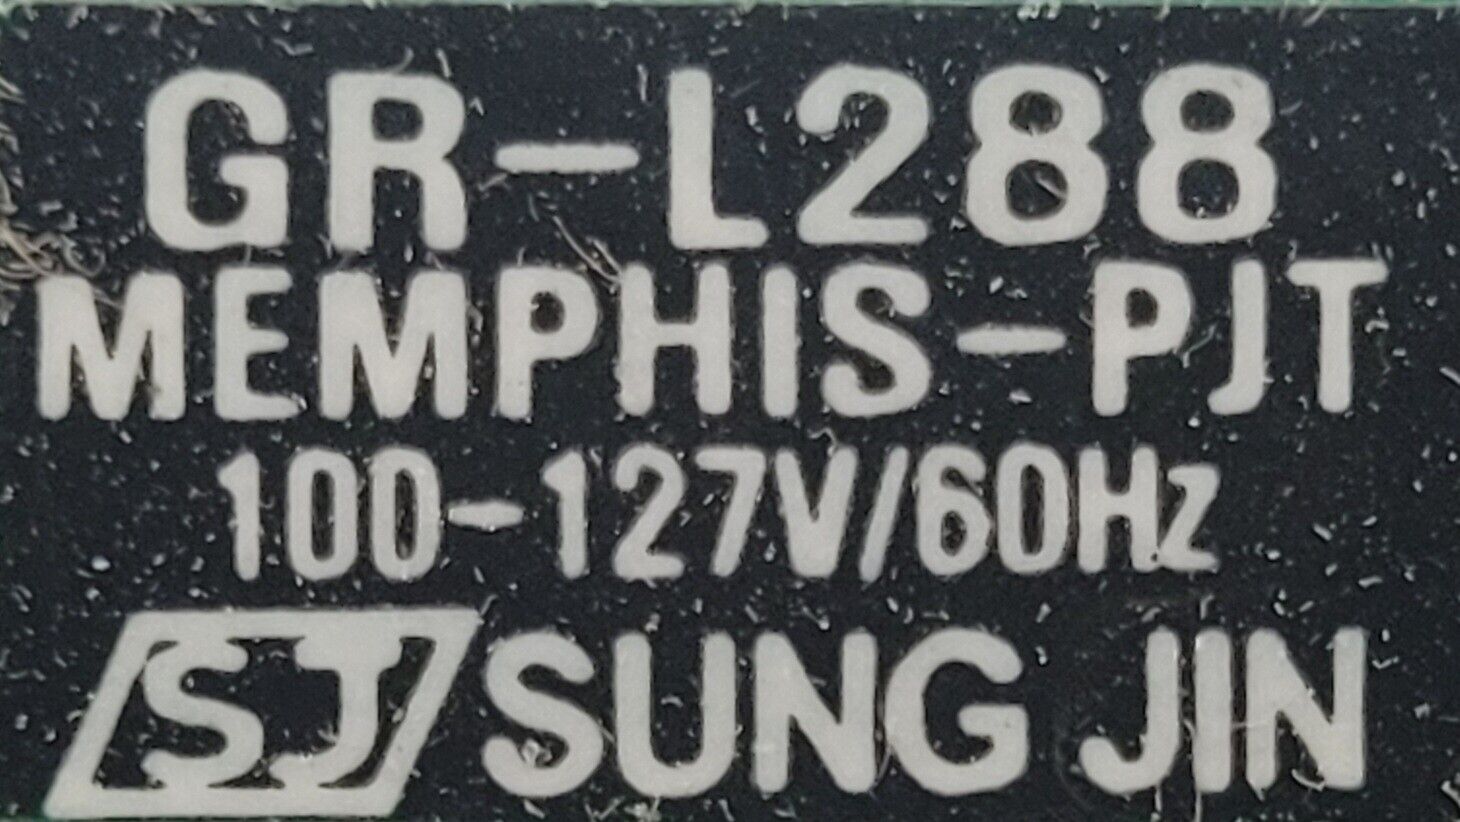 GR-L288
MEMPHIS-PJT
100-127V/60Hz
SJ SUNG JIN